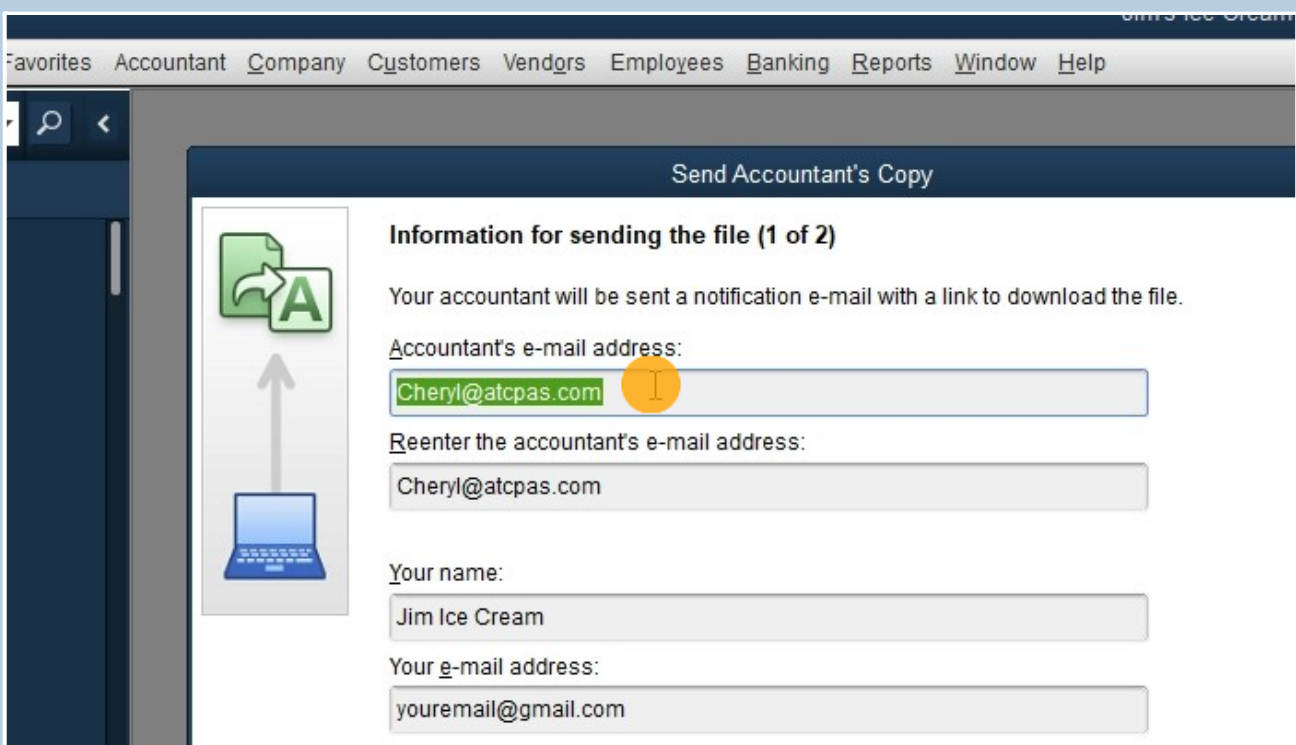 Jim's Ice Cream
Favorites Accountant Company Customers Vendors Employees Banking Reports Window Help
Send Accountant's Copy
A
Information for sending the file (1 of 2)
Your accountant will be sent a notification e-mail with a link to download the file.
Accountant's e-mail address:
Cheryl@atcpas.com
Reenter the accountant's e-mail address:
Cheryl@atcpas.com
Your name:
Jim Ice Cream
Your e-mail address:
youremail@gmail.com